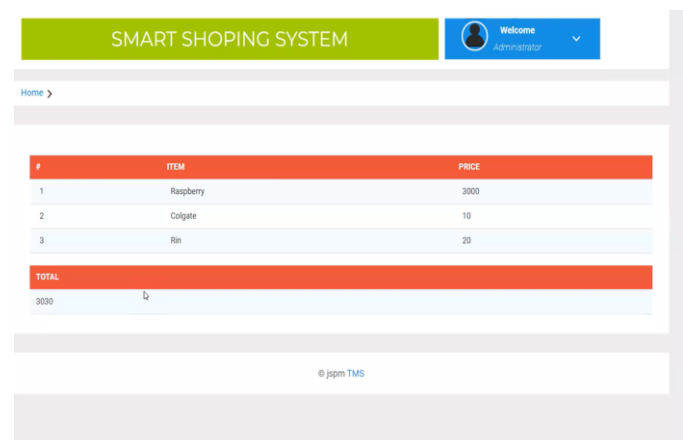 SMART SHOPING SYSTEM
Welcome
Administrator
Home
# ITEM PRICE
1 Raspberry 3000
2 Colgate 10
3 Rin 20
TOTAL
3030
© jspm TMS